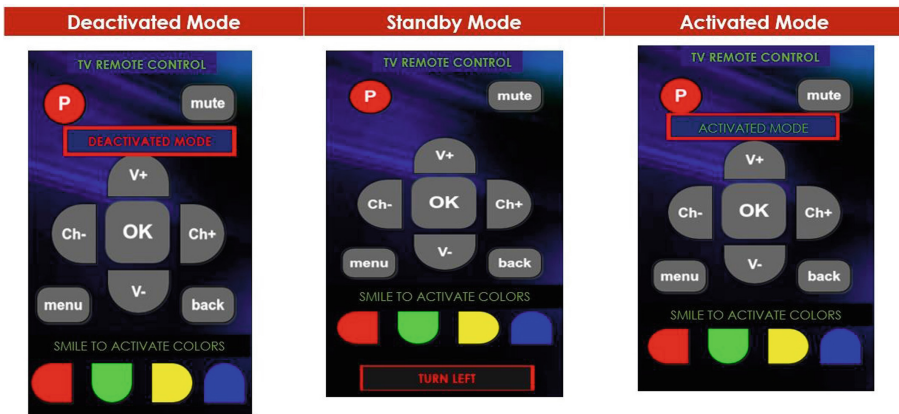 Deactivated Mode
Standby Mode
Activated Mode
TV REMOTE CONTROL
P
mute
DEACTIVATED MODE
V+
Ch-
OK
Ch+
V-
menu
back
SMILE TO ACTIVATE COLORS
TV REMOTE CONTROL
P
mute
V+
Ch-
OK
Ch+
V-
menu
back
SMILE TO ACTIVATE COLORS
TURN LEFT
TV REMOTE CONTROL
P
mute
ACTIVATED MODE
V+
Ch-
OK
Ch+
V-
menu
back
SMILE TO ACTIVATE COLORS